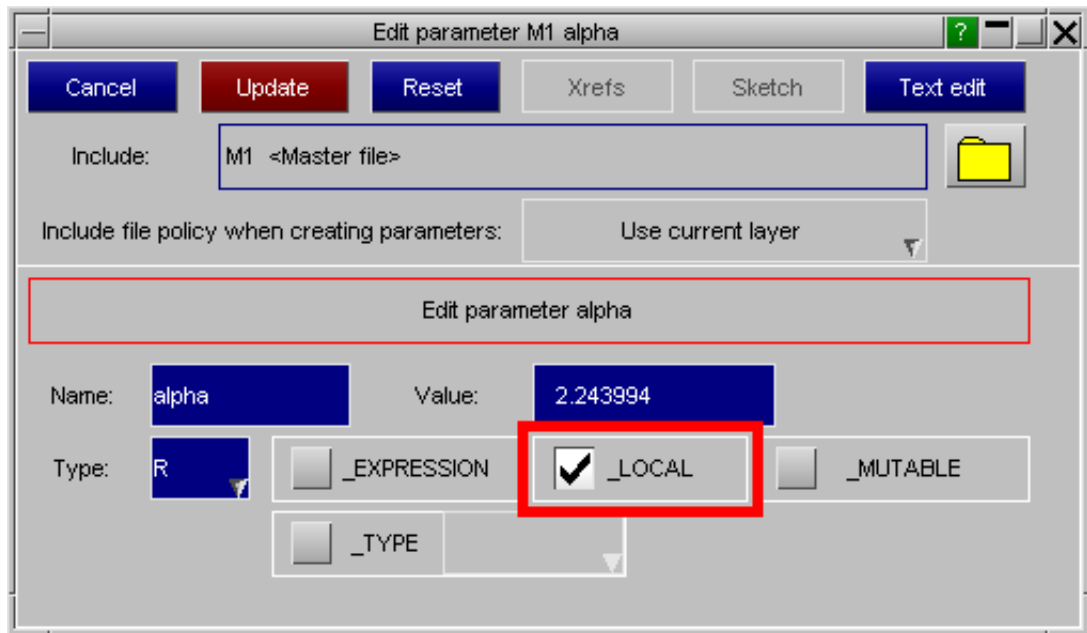 Edit parameter M1 alpha ?
Cancel Update Reset Xrefs Sketch Text edit
Include: M1 <Master file>
Include file policy when creating parameters: Use current layer
Edit parameter alpha
Name: alpha Value: 2.243994
Type: R _EXPRESSION _LOCAL _MUTABLE
_TYPE